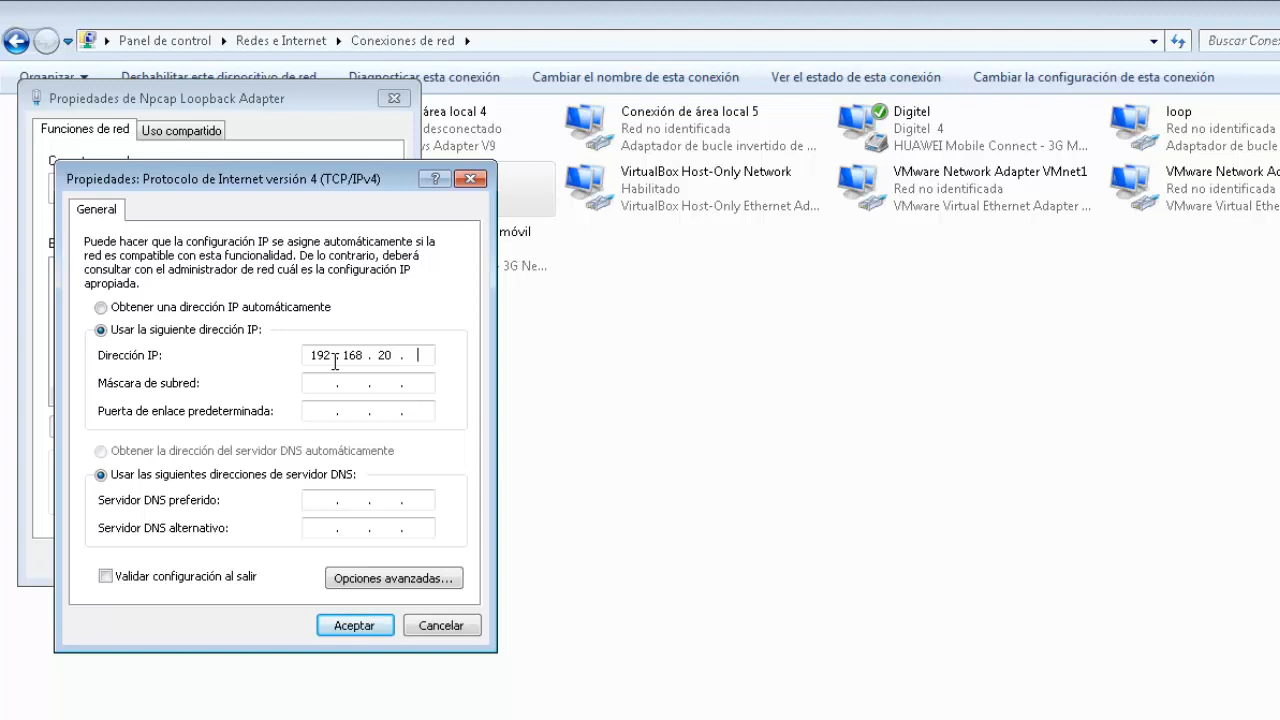 Panel de control
Redes e Internet
Conexiones de red
Buscar Cone
Organizar
Deshabilitar este dispositivo de red
Diagnosticar esta conexión
Cambiar el nombre de esta conexión
Ver el estado de esta conexión
Cambiar la configuración de esta conexión
Propiedades de Npcap Loopback Adapter
Funciones de red
Uso compartido
área local 4
desconectado
ys Adapter V9
Conexión de área local 5
Red no identificada
Adaptador de bucle invertido de ...
Digitel
Digitel 4
HUAWEI Mobile Connect - 3G M...
loop
Red no identificada
Adaptador de bucle
VirtualBox Host-Only Network
Habilitado
VirtualBox Host-Only Ethernet Ad...
VMware Network Adapter VMnet1
Red no identificada
VMware Virtual Ethernet Adapter ...
VMware Network Ada
Red no identificada
VMware Virtual Ethe
móvil
- 3G Ne...
Propiedades: Protocolo de Internet versión 4 (TCP/IPv4)
?
General
Puede hacer que la configuración IP se asigne automáticamente si la
red es compatible con esta funcionalidad. De lo contrario, deberá
consultar con el administrador de red cuál es la configuración IP
apropiada.
Obtener una dirección IP automáticamente
Usar la siguiente dirección IP:
Dirección IP: 192 . 168 . 20 .
Máscara de subred: . . .
Puerta de enlace predeterminada: . . .
Obtener la dirección del servidor DNS automáticamente
Usar las siguientes direcciones de servidor DNS:
Servidor DNS preferido: . . .
Servidor DNS alternativo: . . .
Validar configuración al salir
Opciones avanzadas...
Aceptar
Cancelar